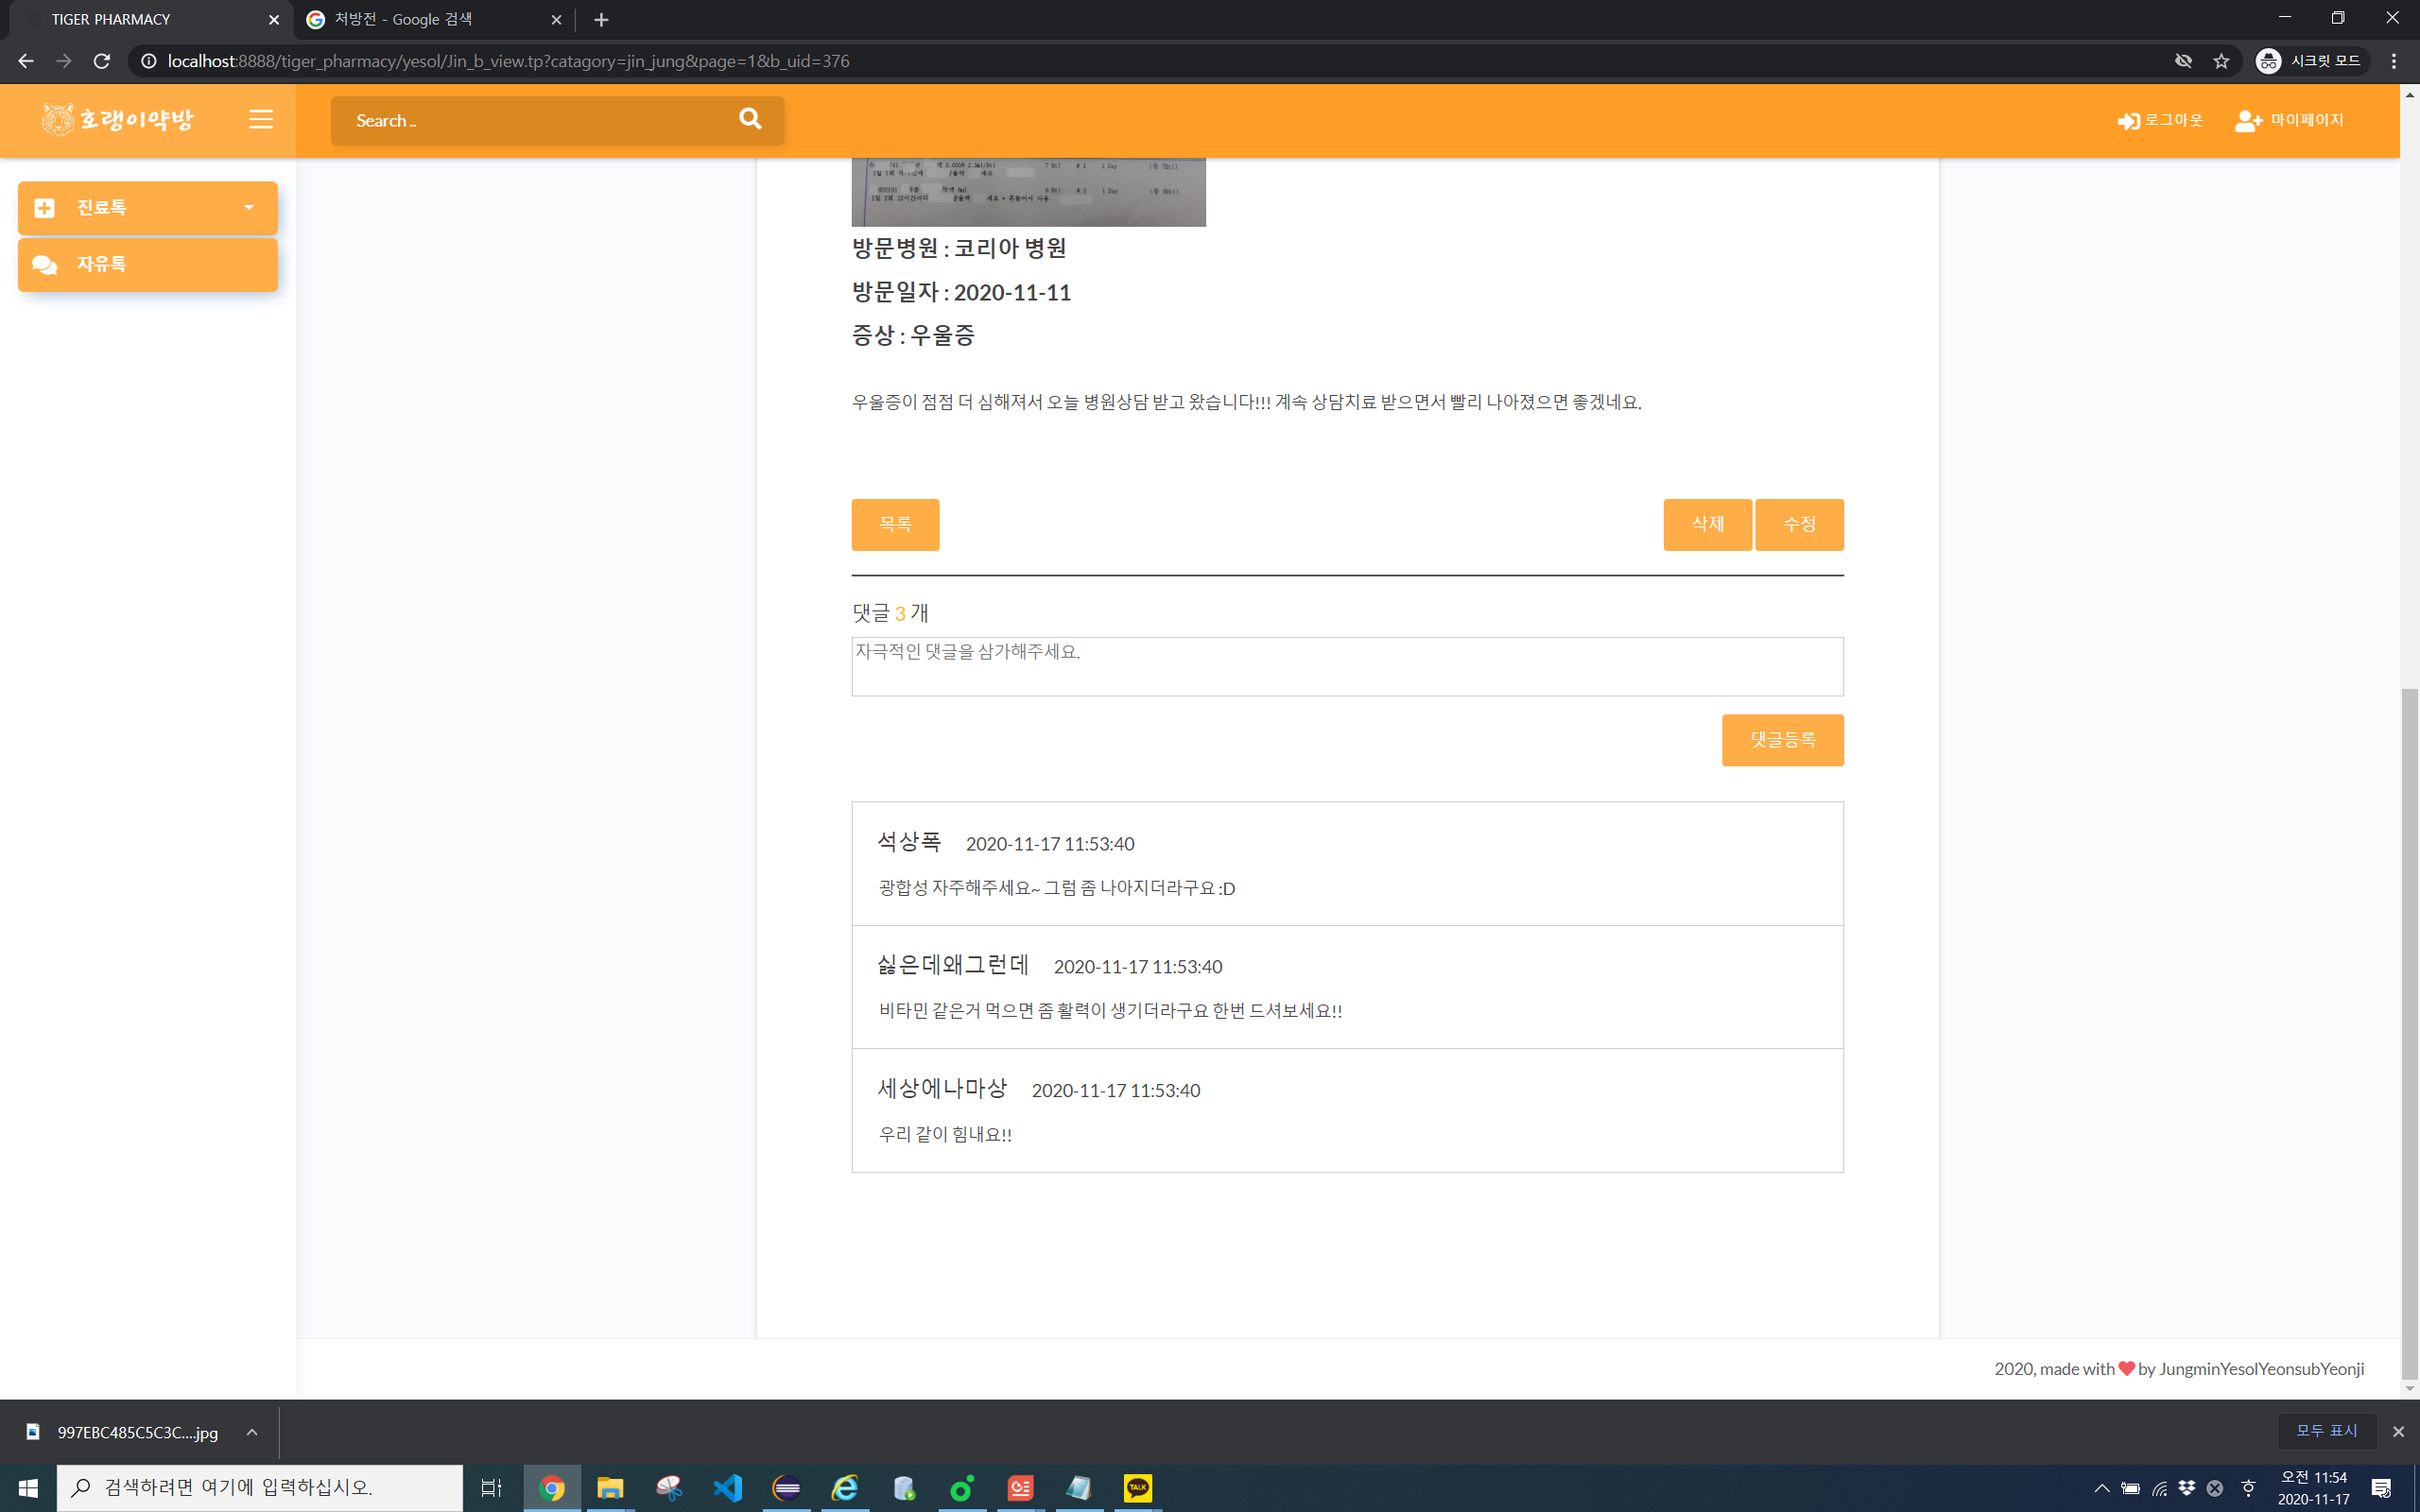 TIGER PHARMACY
처방전 - Google 검색
localhost:8888/tiger_pharmacy/yesol/Jin_b_view.tp?catagory=jin_jung&page=1&b_uid=376
시크릿 모드
호랭이약방
Search ..
로그아웃
마이페이지
진료톡
자유톡
7 Btl # 1 1 Day
8 Btl # 2 1 Day
방문병원 : 코리아 병원
방문일자 : 2020-11-11
증상 : 우울증
우울증이 점점 더 심해져서 오늘 병원상담 받고 왔습니다!!! 계속 상담치료 받으면서 빨리 나아졌으면 좋겠네요.
목록
삭제
수정
댓글 3 개
자극적인 댓글을 삼가해주세요.
댓글등록
석상폭 2020-11-17 11:53:40
광합성 자주해주세요~ 그럼 좀 나아지더라구요 :D
싫은데왜그런데 2020-11-17 11:53:40
비타민 같은거 먹으면 좀 활력이 생기더라구요 한번 드셔보세요!!
세상에나마상 2020-11-17 11:53:40
우리 같이 힘내요!!
2020, made with by JungminYesolYeonsubYeonji
997EBC485C5C3C....jpg
모두 표시
검색하려면 여기에 입력하십시오.
TALK
오전 11:54
2020-11-17